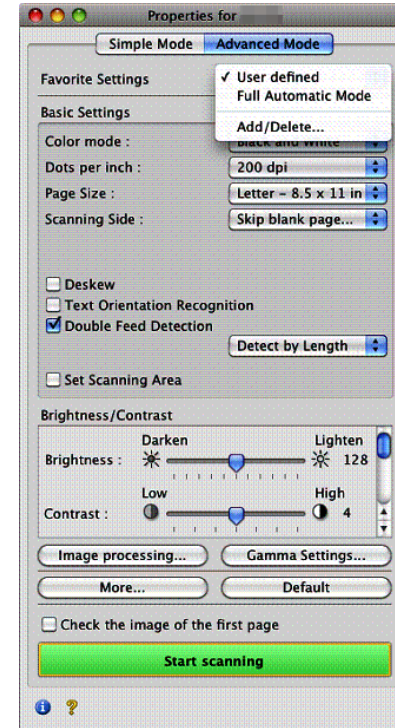 Properties for
Simple Mode Advanced Mode
Favorite Settings
✓ User defined
Full Automatic Mode
Add/Delete...
Basic Settings
Color mode : Black and White
Dots per inch : 200 dpi
Page Size : Letter - 8.5 x 11 in
Scanning Side : Skip blank page...
Deskew
Text Orientation Recognition
Double Feed Detection
Detect by Length
Set Scanning Area
Brightness/Contrast
Darken Lighten
Brightness : 128
Low High
Contrast : 4
Image processing... Gamma Settings...
More... Default
Check the image of the first page
Start scanning